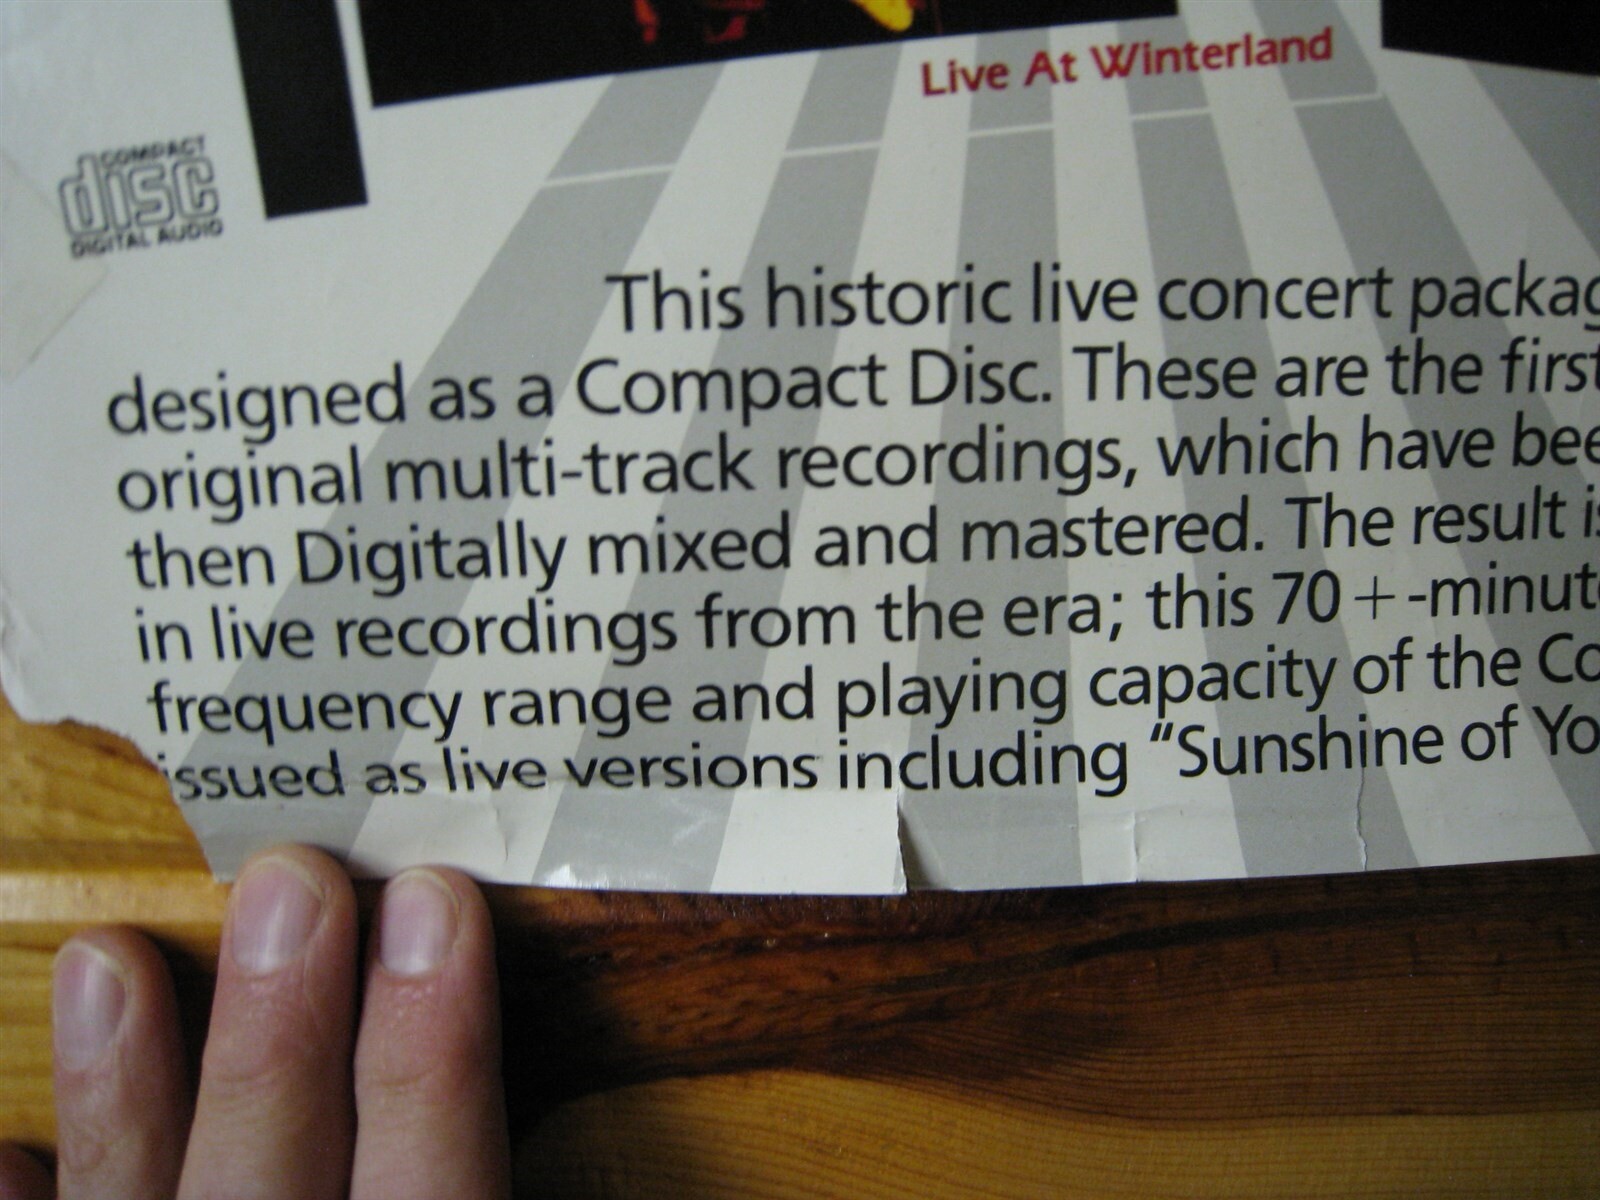 Live At Winterland
COMPACT
disc
DIGITAL AUDIO
This historic live concert packag
designed as a Compact Disc. These are the first
original multi-track recordings, which have bee
then Digitally mixed and mastered. The result is
in live recordings from the era; this 70+-minute
frequency range and playing capacity of the Co
issued as live versions including "Sunshine of Yo